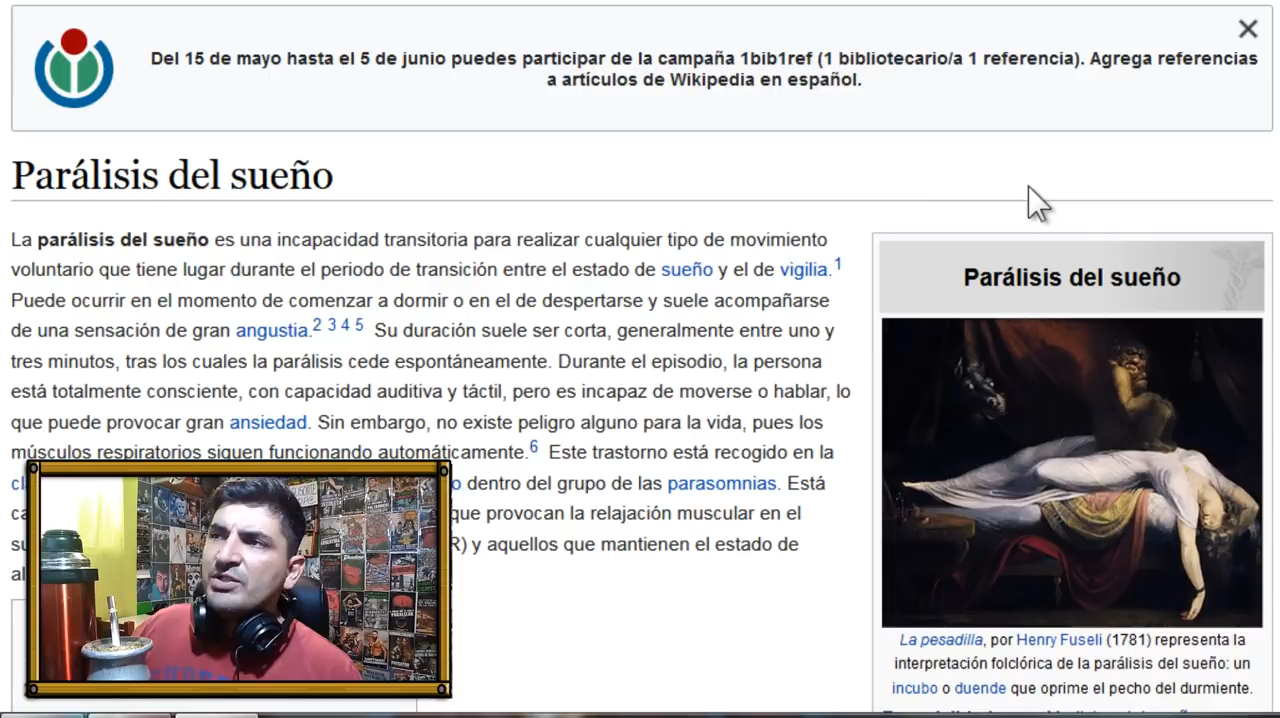 Del 15 de mayo hasta el 5 de junio puedes participar de la campaña 1bib1ref (1 bibliotecario/a 1 referencia). Agrega referencias
a artículos de Wikipedia en español.
Parálisis del sueño
La parálisis del sueño es una incapacidad transitoria para realizar cualquier tipo de movimiento
voluntario que tiene lugar durante el periodo de transición entre el estado de sueño y el de vigilia.1
Puede ocurrir en el momento de comenzar a dormir o en el de despertarse y suele acompañarse
de una sensación de gran angustia.2 3 4 5 Su duración suele ser corta, generalmente entre uno y
tres minutos, tras los cuales la parálisis cede espontáneamente. Durante el episodio, la persona
está totalmente consciente, con capacidad auditiva y táctil, pero es incapaz de moverse o hablar, lo
que puede provocar gran ansiedad. Sin embargo, no existe peligro alguno para la vida, pues los
músculos respiratorios siguen funcionando automáticamente.6 Este trastorno está recogido en la
dentro del grupo de las parasomnias. Está
que provocan la relajación muscular en el
R) y aquellos que mantienen el estado de
Parálisis del sueño
La pesadilla, por Henry Fuseli (1781) representa la
interpretación folclórica de la parálisis del sueño: un
incubo o duende que oprime el pecho del durmiente.